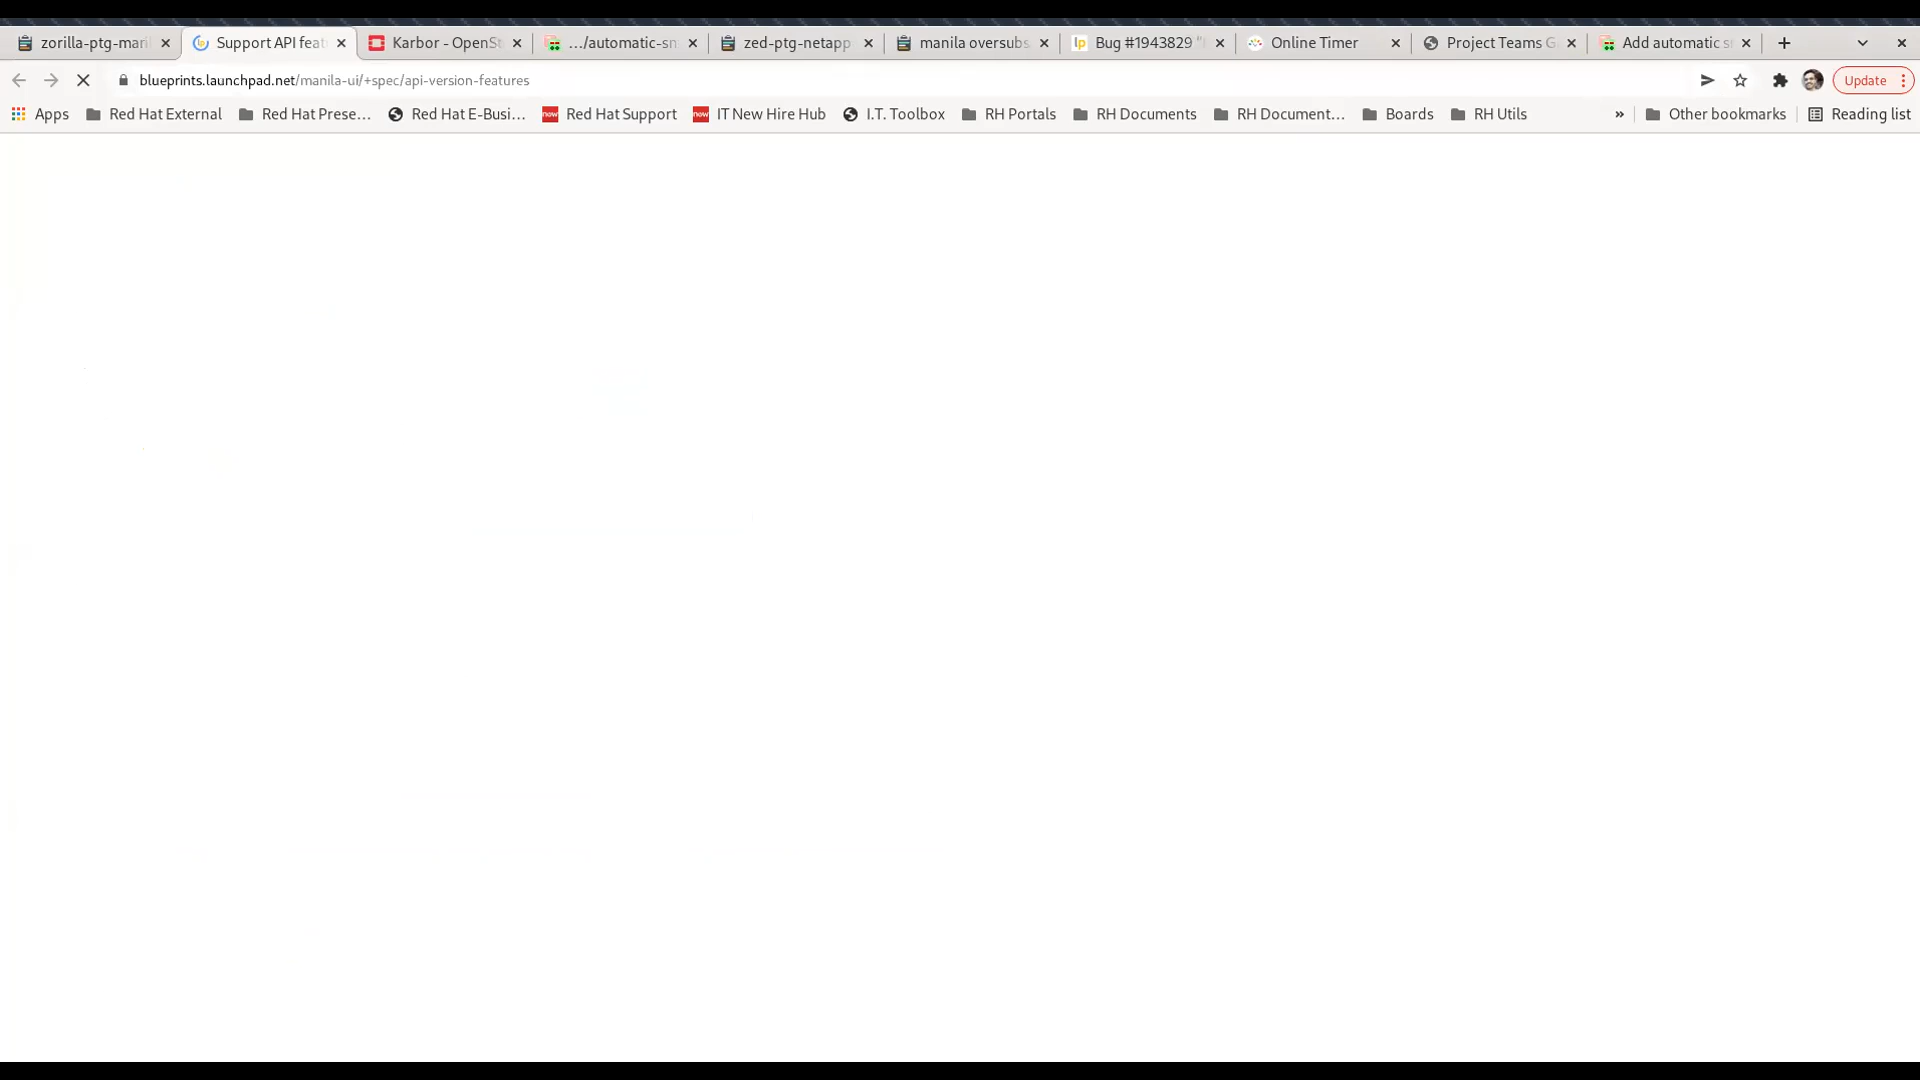 zorilla-ptg-mani
Support API feat
Karbor - OpenSt
.../automatic-sn
zed-ptg-netapp
manila oversubs
Bug #1943829 "
Online Timer
Project Teams G
Add automatic s
blueprints.launchpad.net/manila-ui/+spec/api-version-features
Update
Apps
Red Hat External
Red Hat Prese...
Red Hat E-Busi...
now
Red Hat Support
now
IT New Hire Hub
I.T. Toolbox
RH Portals
RH Documents
RH Document...
Boards
RH Utils
»
Other bookmarks
Reading list